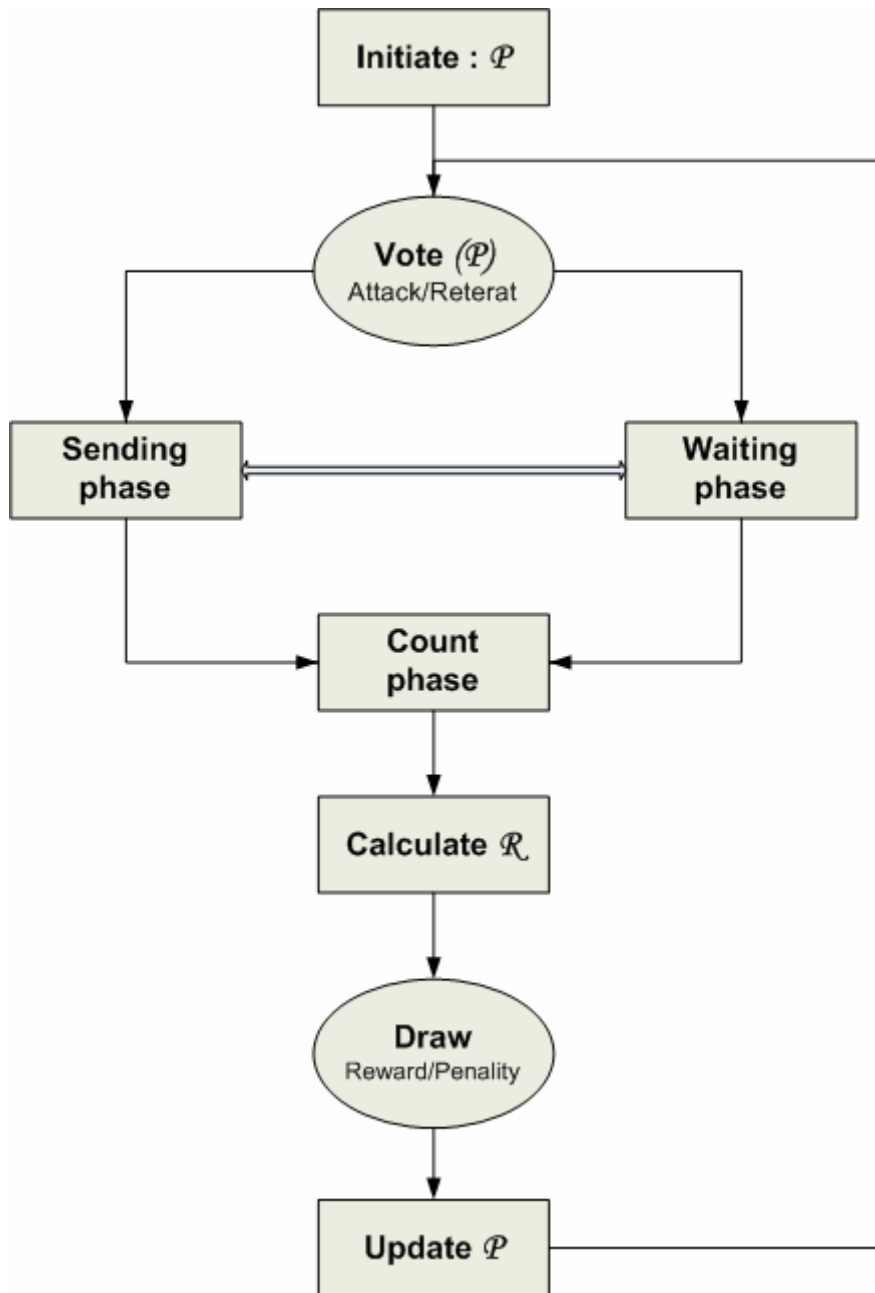 Initiate : 𝒫
Vote (𝒫)
Attack/Reterat
Sending
phase
Waiting
phase
Count
phase
Calculate ℛ
Draw
Reward/Penality
Update 𝒫